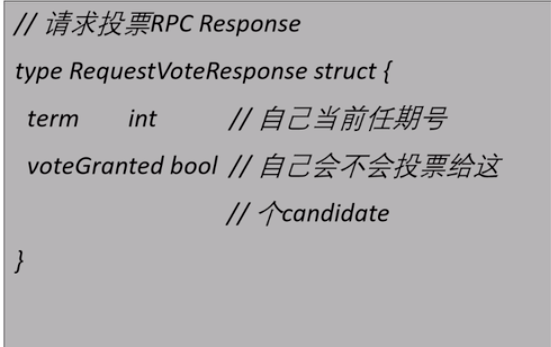 // 请求投票RPC Response
type RequestVoteResponse struct {
term int // 自己当前任期号
voteGranted bool // 自己会不会投票给这
// 个candidate
}